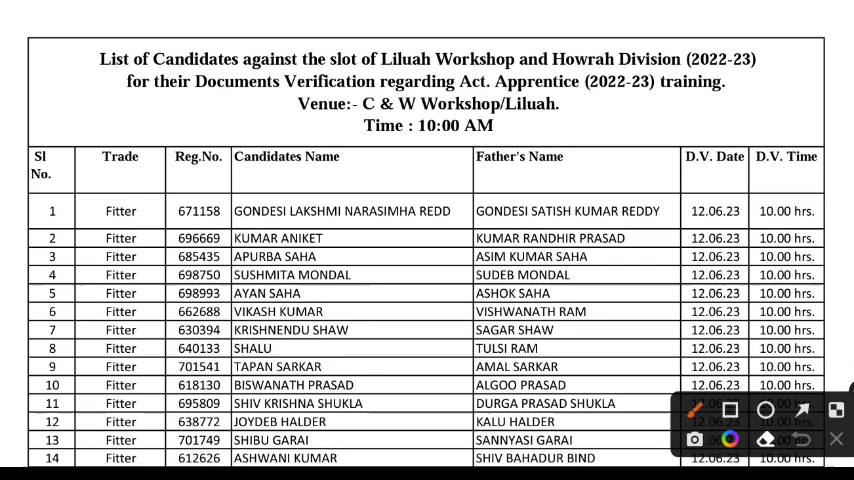 List of Candidates against the slot of Liluah Workshop and Howrah Division (2022-23)
for their Documents Verification regarding Act. Apprentice (2022-23) training.
Venue:- C & W Workshop/Liluah.
Time : 10:00 AM
Sl No. Trade Reg.No. Candidates Name Father's Name D.V. Date D.V. Time
1 Fitter 671158 GONDESI LAKSHMI NARASIMHA REDD GONDESI SATISH KUMAR REDDY 12.06.23 10.00 hrs.
2 Fitter 696669 KUMAR ANIKET KUMAR RANDHIR PRASAD 12.06.23 10.00 hrs.
3 Fitter 685435 APURBA SAHA ASIM KUMAR SAHA 12.06.23 10.00 hrs.
4 Fitter 698750 SUSHMITA MONDAL SUDEB MONDAL 12.06.23 10.00 hrs.
5 Fitter 698993 AYAN SAHA ASHOK SAHA 12.06.23 10.00 hrs.
6 Fitter 662688 VIKASH KUMAR VISHWANATH RAM 12.06.23 10.00 hrs.
7 Fitter 630394 KRISHNENDU SHAW SAGAR SHAW 12.06.23 10.00 hrs.
8 Fitter 640133 SHALU TULSI RAM 12.06.23 10.00 hrs.
9 Fitter 701541 TAPAN SARKAR AMAL SARKAR 12.06.23 10.00 hrs.
10 Fitter 618130 BISWANATH PRASAD ALGOO PRASAD 12.06.23 10.00 hrs.
11 Fitter 695809 SHIV KRISHNA SHUKLA DURGA PRASAD SHUKLA
12 Fitter 638772 JOYDEB HALDER KALU HALDER
13 Fitter 701749 SHIBU GARAI SANNYASI GARAI
14 Fitter 612626 ASHWANI KUMAR SHIV BAHADUR BIND 12.06.23 10.00 hrs.